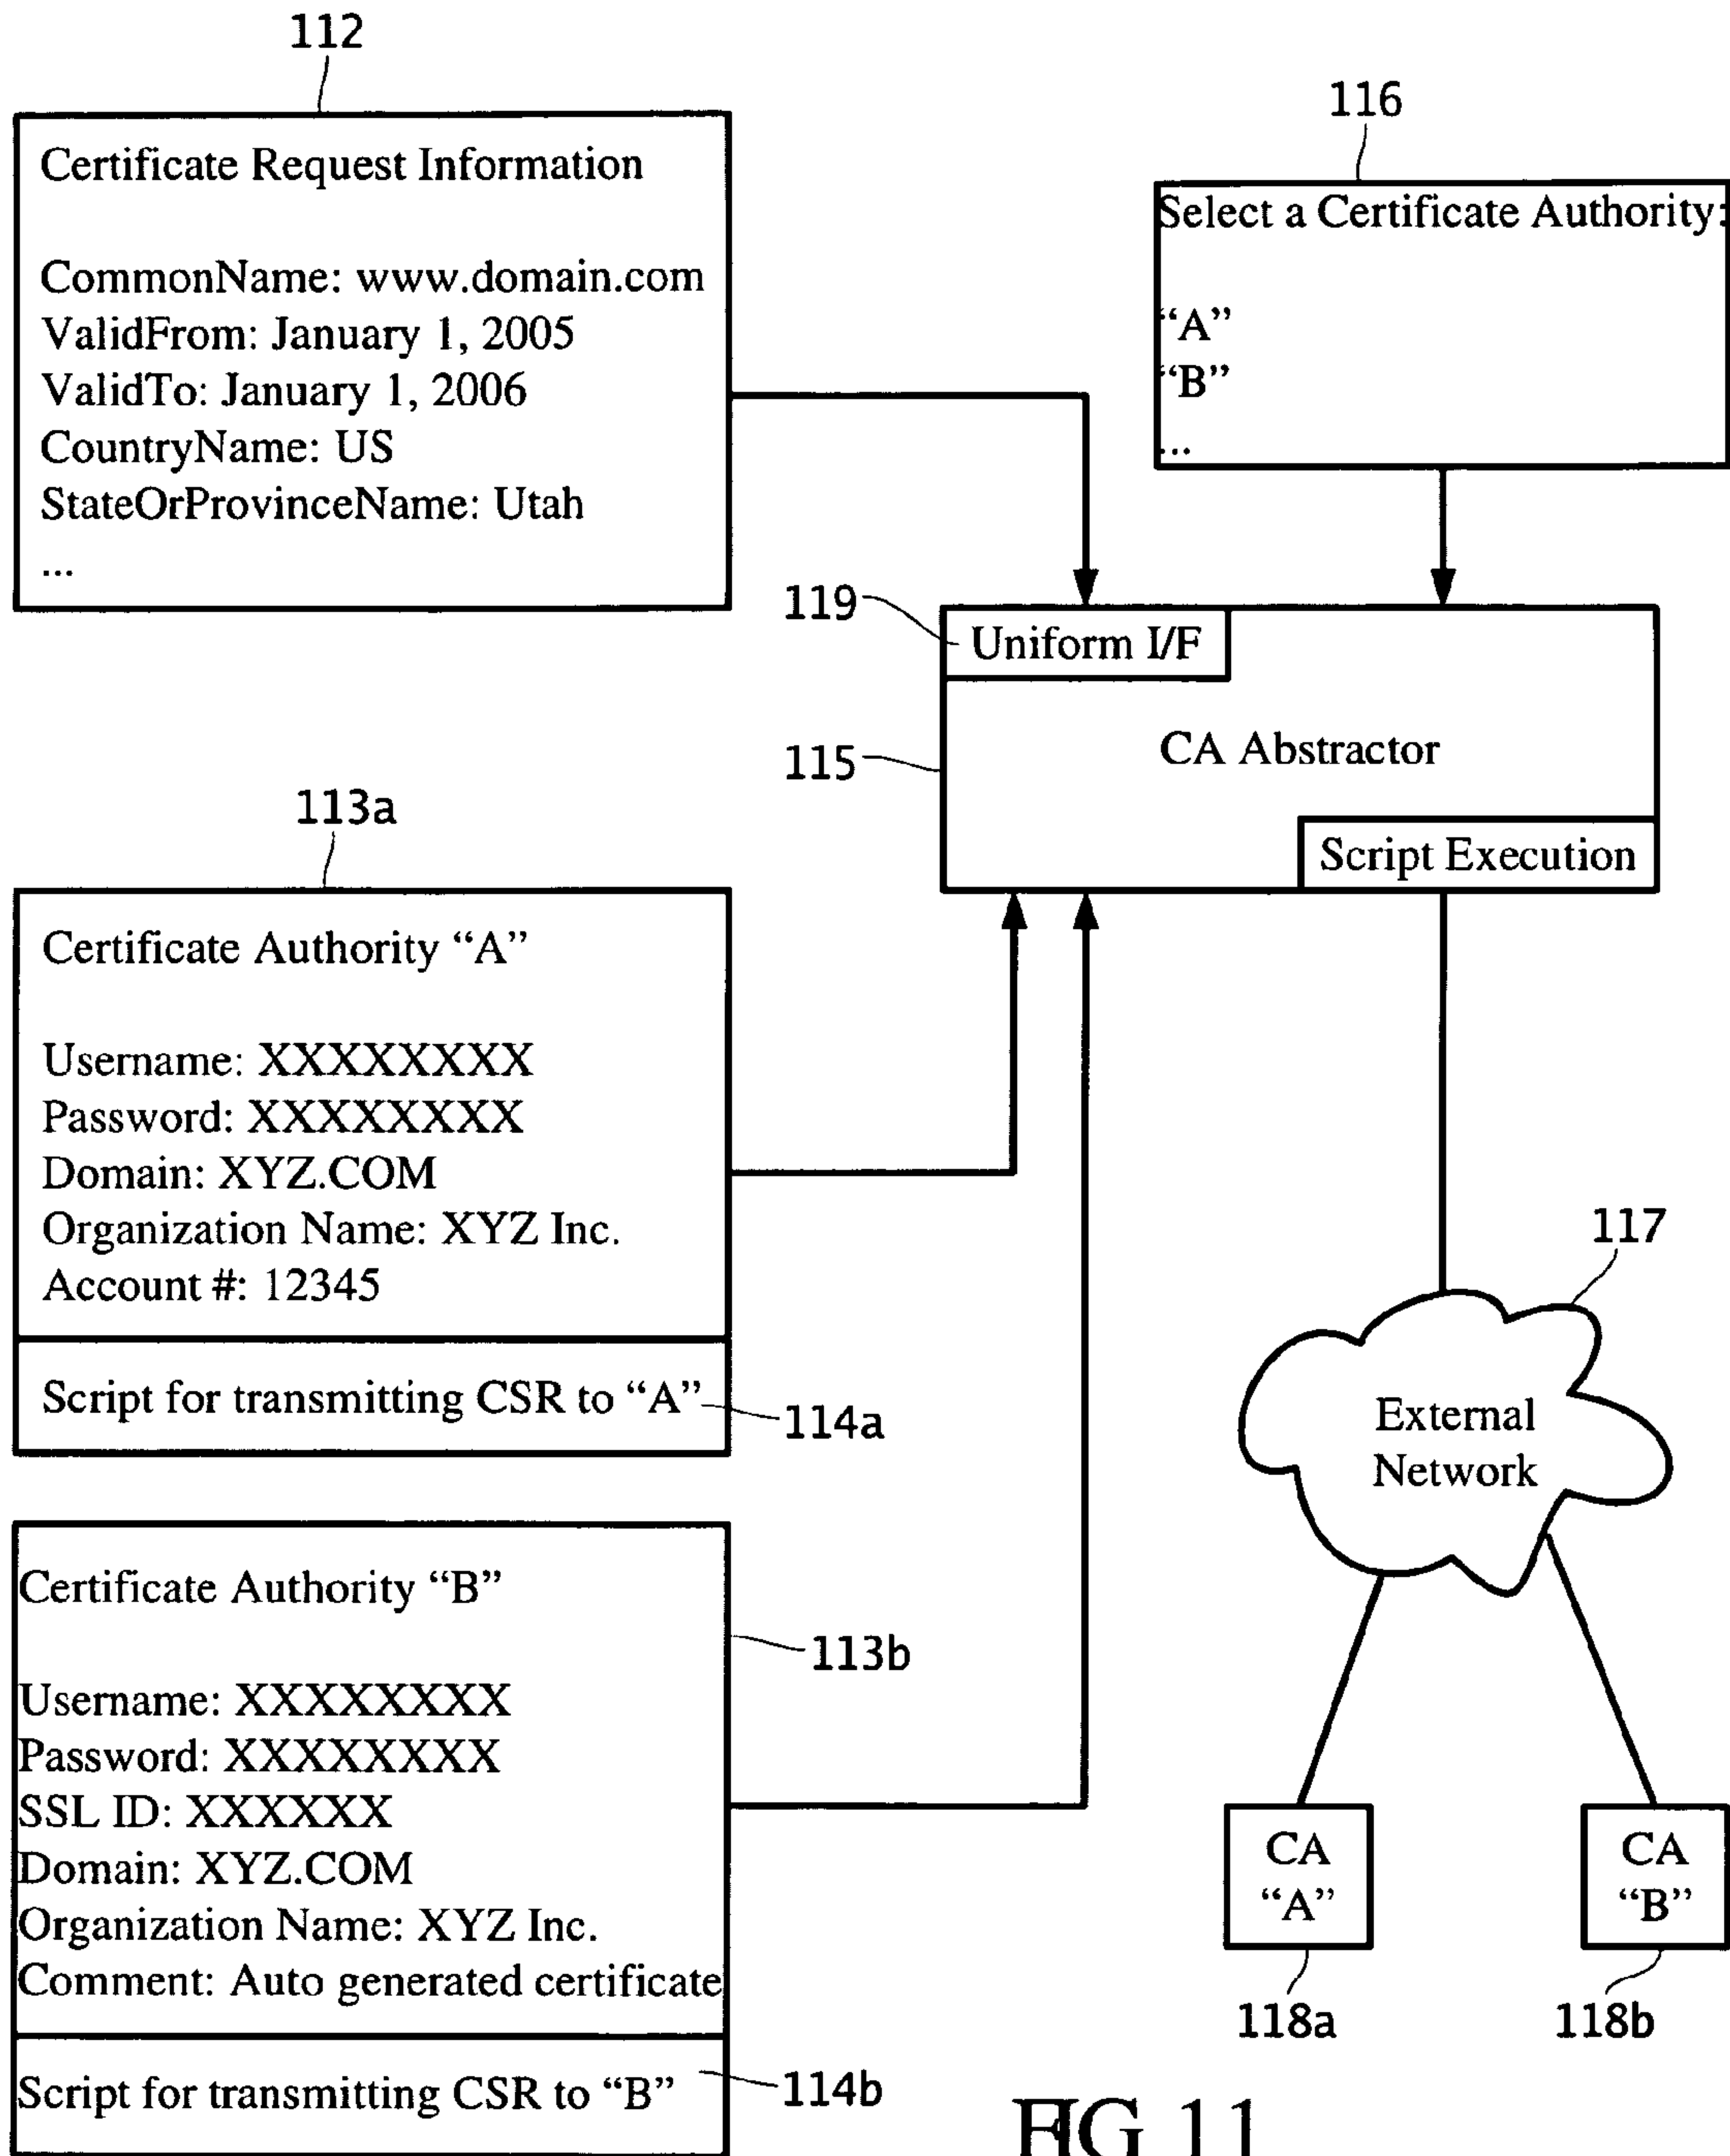 112
Certificate Request Information
CommonName: www.domain.com
ValidFrom: January 1, 2005
ValidTo: January 1, 2006
CountryName: US
StateOrProvinceName: Utah
...
116
Select a Certificate Authority:
“A”
“B”
...
119
Uniform I/F
115
CA Abstractor
Script Execution
113a
Certificate Authority “A”
Username: XXXXXXXX
Password: XXXXXXXX
Domain: XYZ.COM
Organization Name: XYZ Inc.
Account #: 12345
Script for transmitting CSR to “A”
114a
117
External
Network
Certificate Authority “B”
113b
Username: XXXXXXXX
Password: XXXXXXXX
SSL ID: XXXXXX
Domain: XYZ.COM
Organization Name: XYZ Inc.
Comment: Auto generated certificate
Script for transmitting CSR to “B”
114b
CA
“A”
118a
CA
“B”
118b
FIG 11